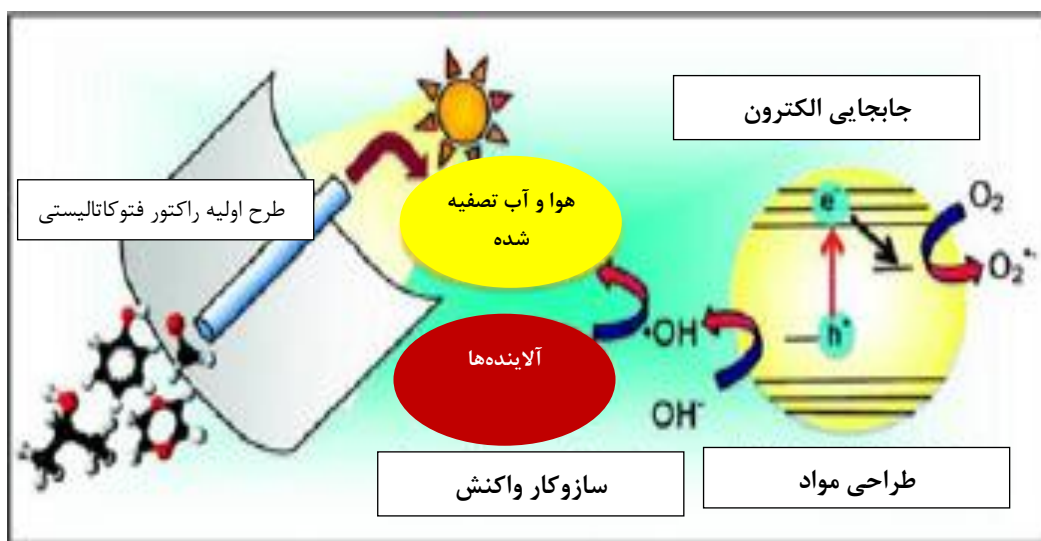 جابجایی الکترون
طرح اولیه راکتور فتوکاتالیستی
هوا و آب تصفیه
شده
e⁻
O₂
O₂•⁻
آلاینده‌ها
•OH
h⁺
OH⁻
سازوکار واکنش
طراحی مواد